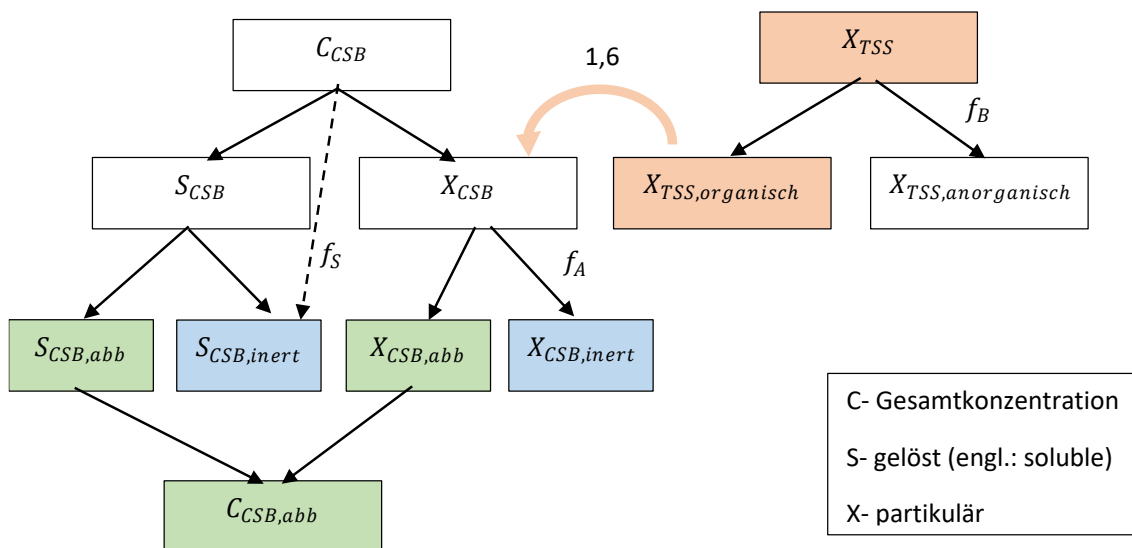 C_CSB
X_TSS
1,6
f_B
S_CSB
X_CSB
X_TSS,organisch
X_TSS,anorganisch
f_S
f_A
S_CSB,abb
S_CSB,inert
X_CSB,abb
X_CSB,inert
C- Gesamtkonzentration
S- gelöst (engl.: soluble)
X- partikulär
C_CSB,abb